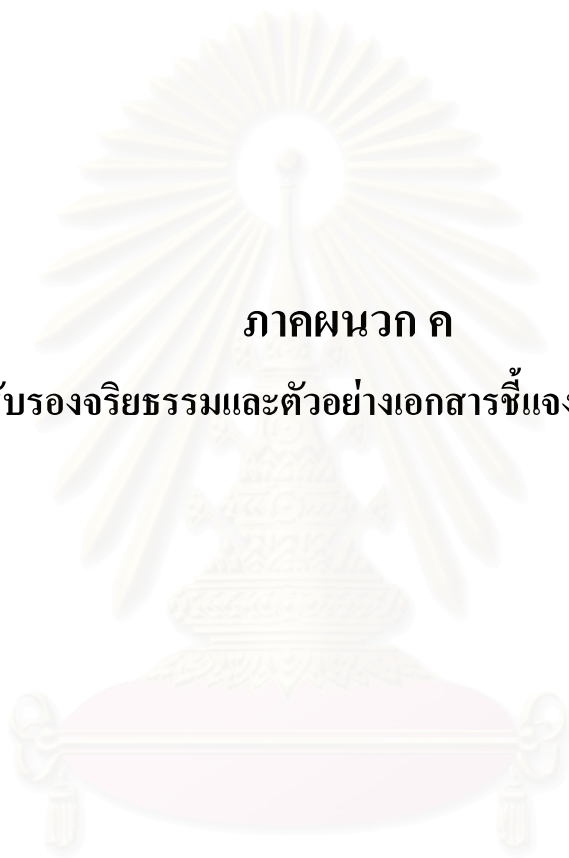 ภาคผนวก ค
รับรองจริยธรรมและตัวอย่างเอกสารชี้แจง